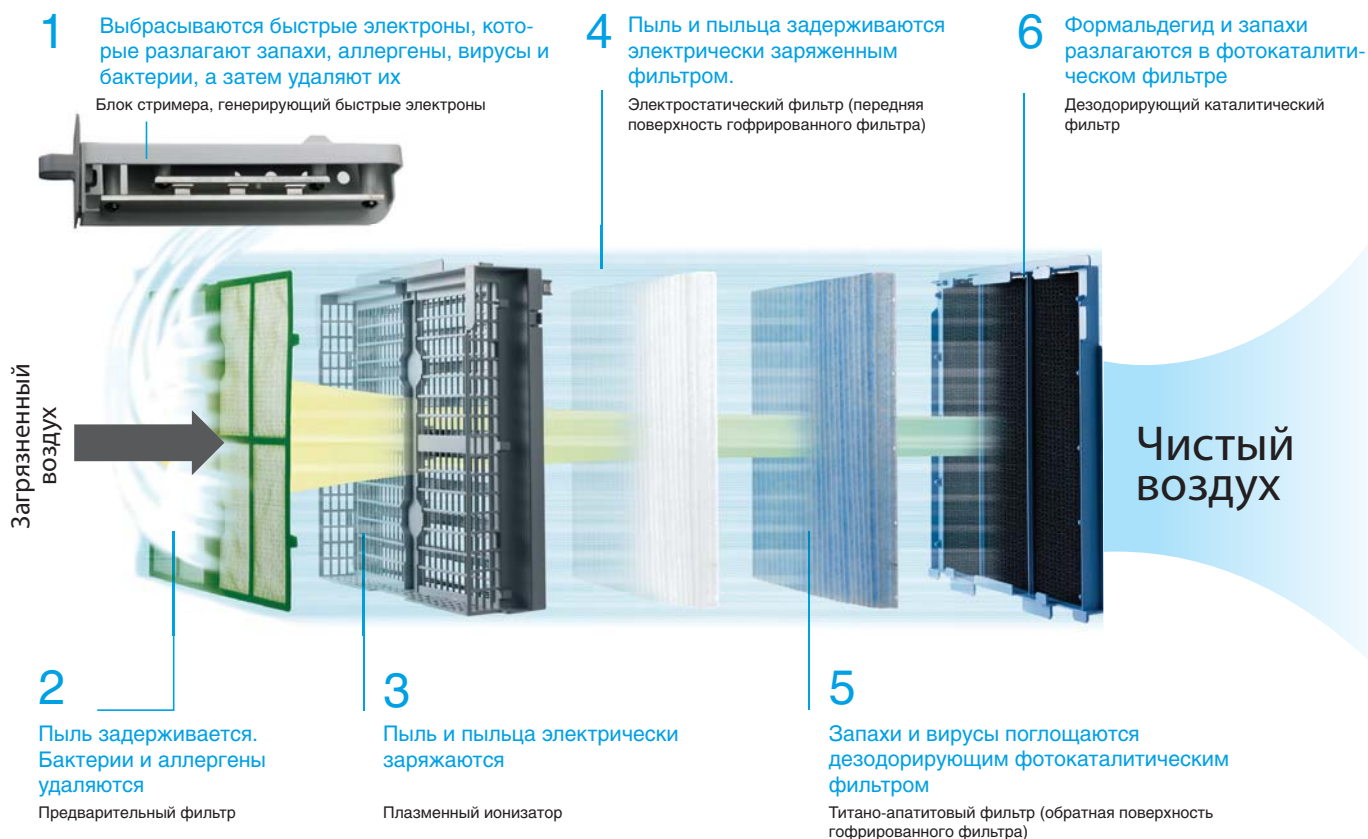 1
Выбрасываются быстрые электроны, кото-
рые разлагают запахи, аллергены, вирусы и
бактерии, а затем удаляют их
Блок стримера, генерирующий быстрые электроны
4
Пыль и пыльца задерживаются
электрически заряженным
фильтром.
Электростатический фильтр (передняя
поверхность гофрированного фильтра)
6
Формальдегид и запахи
разлагаются в фотокаталити-
ческом фильтре
Дезодорирующий каталитический
фильтр
Загрязненный
воздух
Чистый
воздух
2
Пыль задерживается.
Бактерии и аллергены
удаляются
Предварительный фильтр
3
Пыль и пыльца электрически
заряжаются
Плазменный ионизатор
5
Запахи и вирусы поглощаются
дезодорирующим фотокаталитическим
фильтром
Титано-апатитовый фильтр (обратная поверхность
гофрированного фильтра)